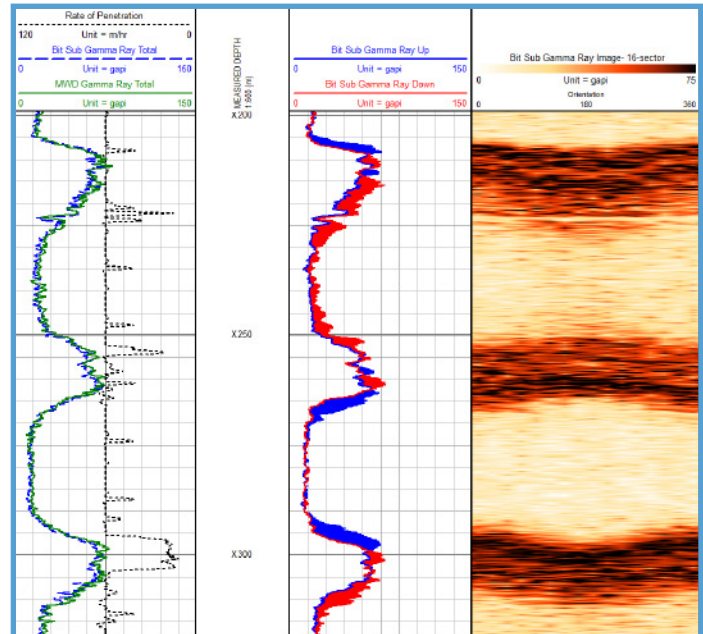 Rate of Penetration
120 Unit = m/hr 0
Bit Sub Gamma Ray Total
0 Unit = gapi 160
MWD Gamma Ray Total
0 Unit = gapi 150
MEASURED DEPTH
1:600 (m)
Bit Sub Gamma Ray Up
0 Unit = gapi 150
Bit Sub Gamma Ray Down
0 Unit = gapi 150
Bit Sub Gamma Ray Image- 16-sector
0 Unit = gapi 75
Orientation
0 180 360
X200
X250
X300